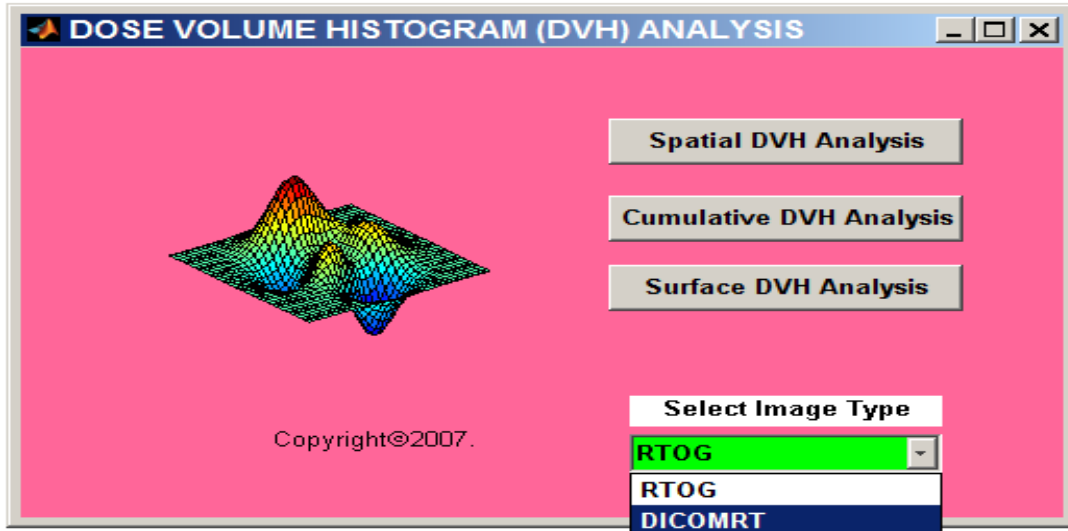 DOSE VOLUME HISTOGRAM (DVH) ANALYSIS
Spatial DVH Analysis
Cumulative DVH Analysis
Surface DVH Analysis
Select Image Type
Copyright©2007.
RTOG
RTOG
DICOMRT